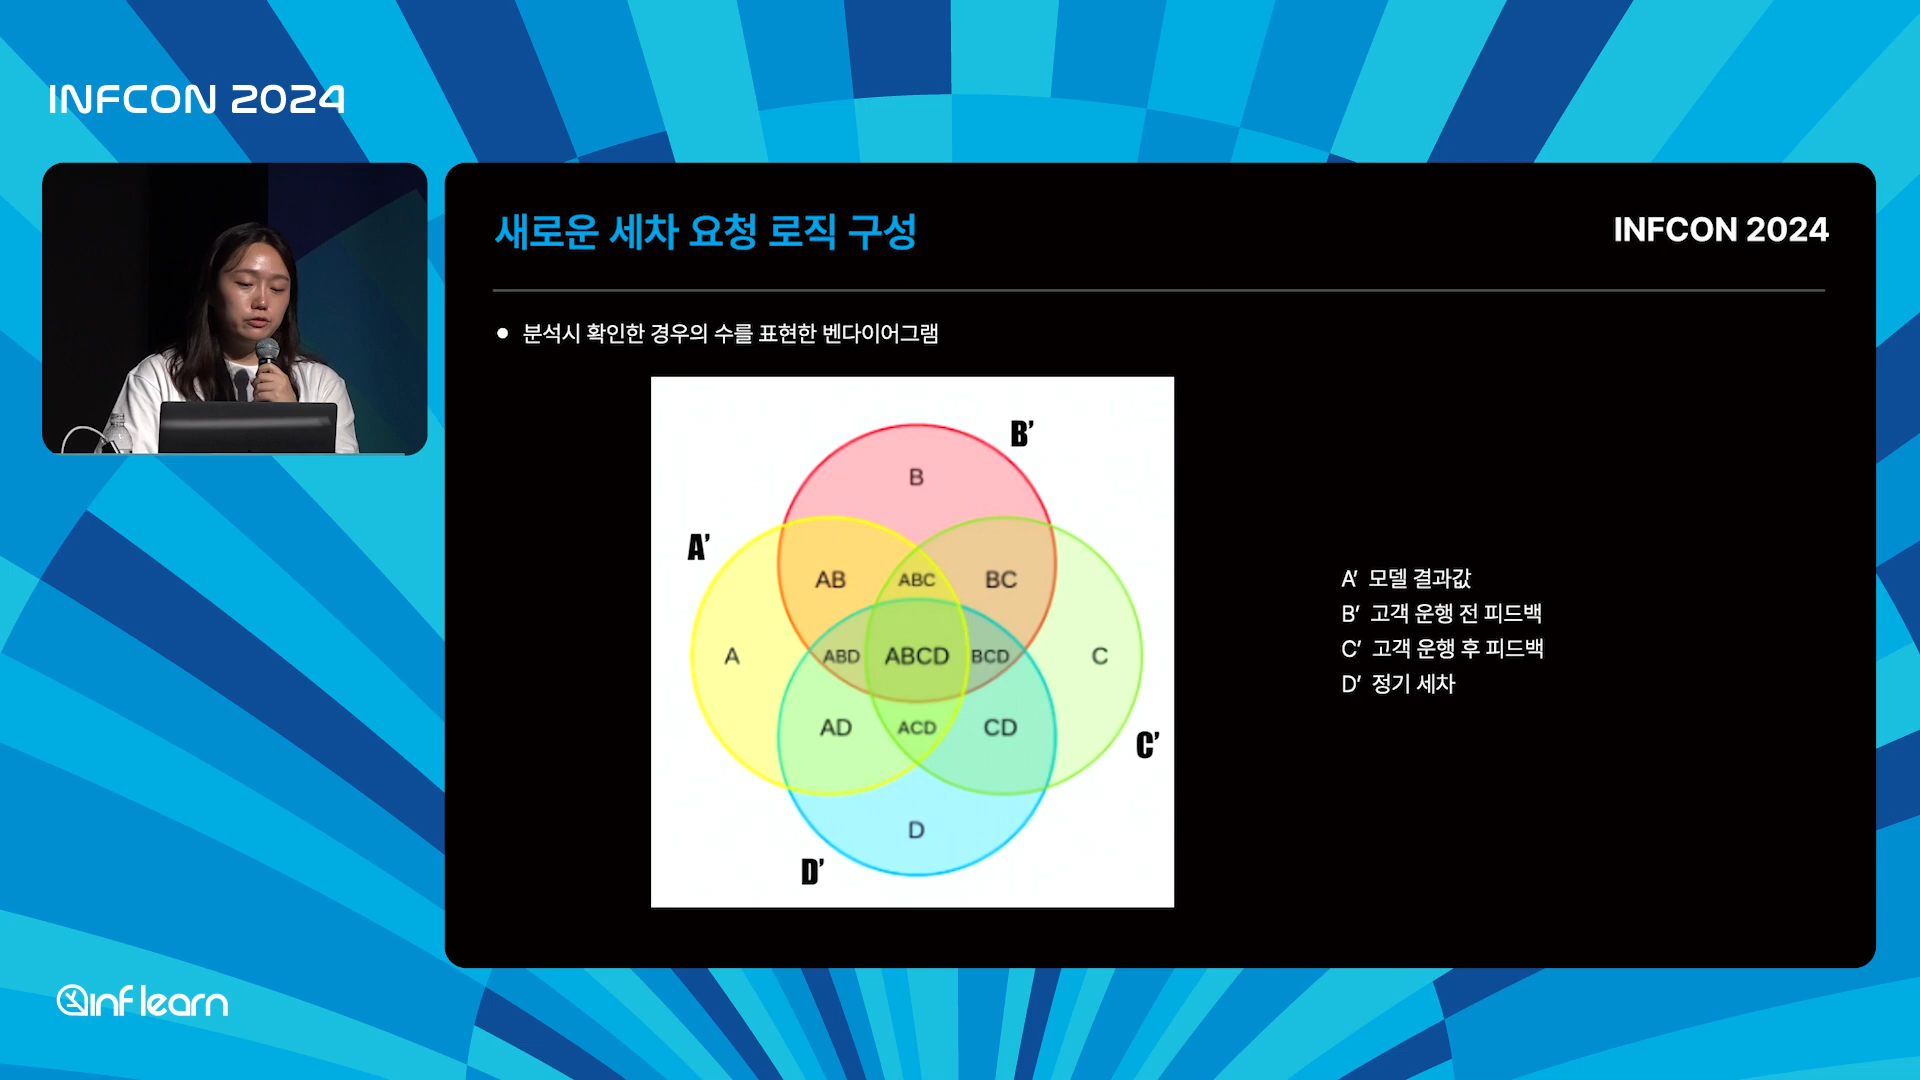 INFCON 2024
새로운 세차 요청 로직 구성
INFCON 2024
● 분석시 확인한 경우의 수를 표현한 벤다이어그램
B’
B
A’
AB
ABC
BC
A
ABD
ABCD
BCD
C
AD
ACD
CD
C’
D
D’
A’ 모델 결과값
B’ 고객 운행 전 피드백
C’ 고객 운행 후 피드백
D’ 정기 세차
inflearn